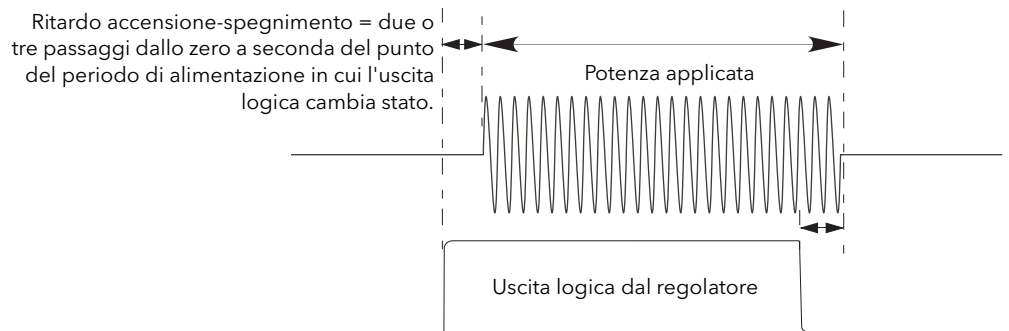 Ritardo accensione-spegnimento = due o
tre passaggi dallo zero a seconda del punto
del periodo di alimentazione in cui l'uscita
logica cambia stato.
Potenza applicata
Uscita logica dal regolatore